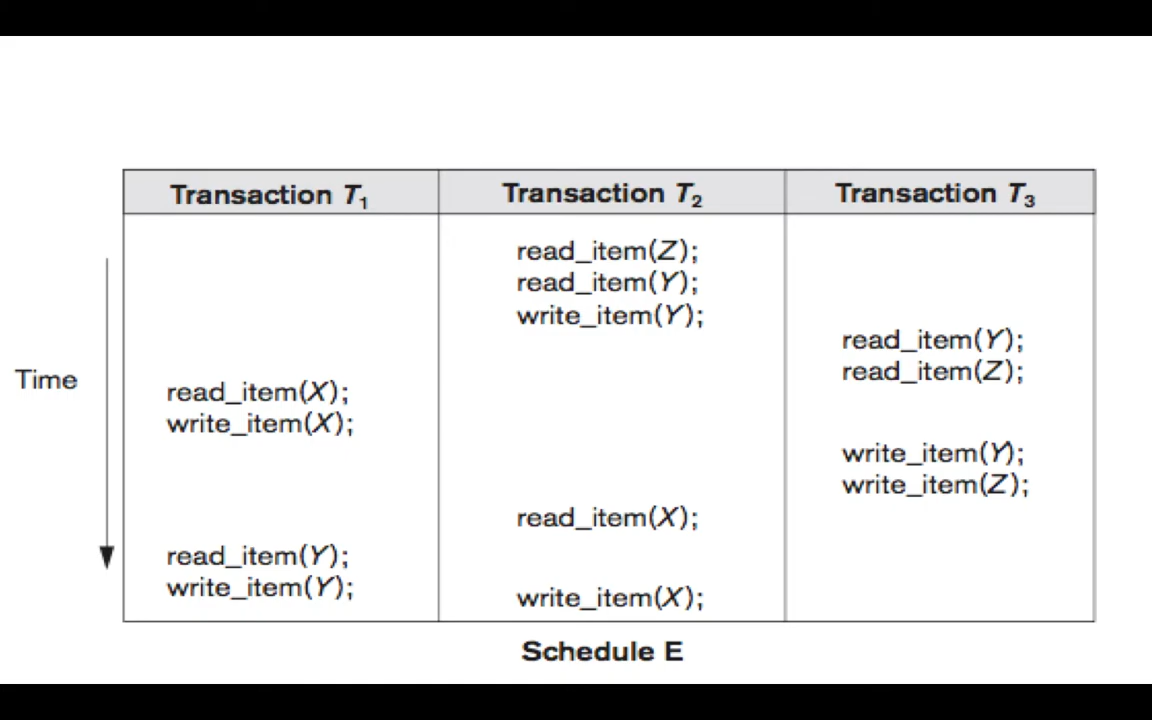 Transaction T1 Transaction T2 Transaction T3
read_item(Z);
read_item(Y);
write_item(Y);
read_item(Y);
read_item(Z);
Time
read_item(X);
write_item(X);
write_item(Y);
write_item(Z);
read_item(X);
read_item(Y);
write_item(Y);
write_item(X);
Schedule E